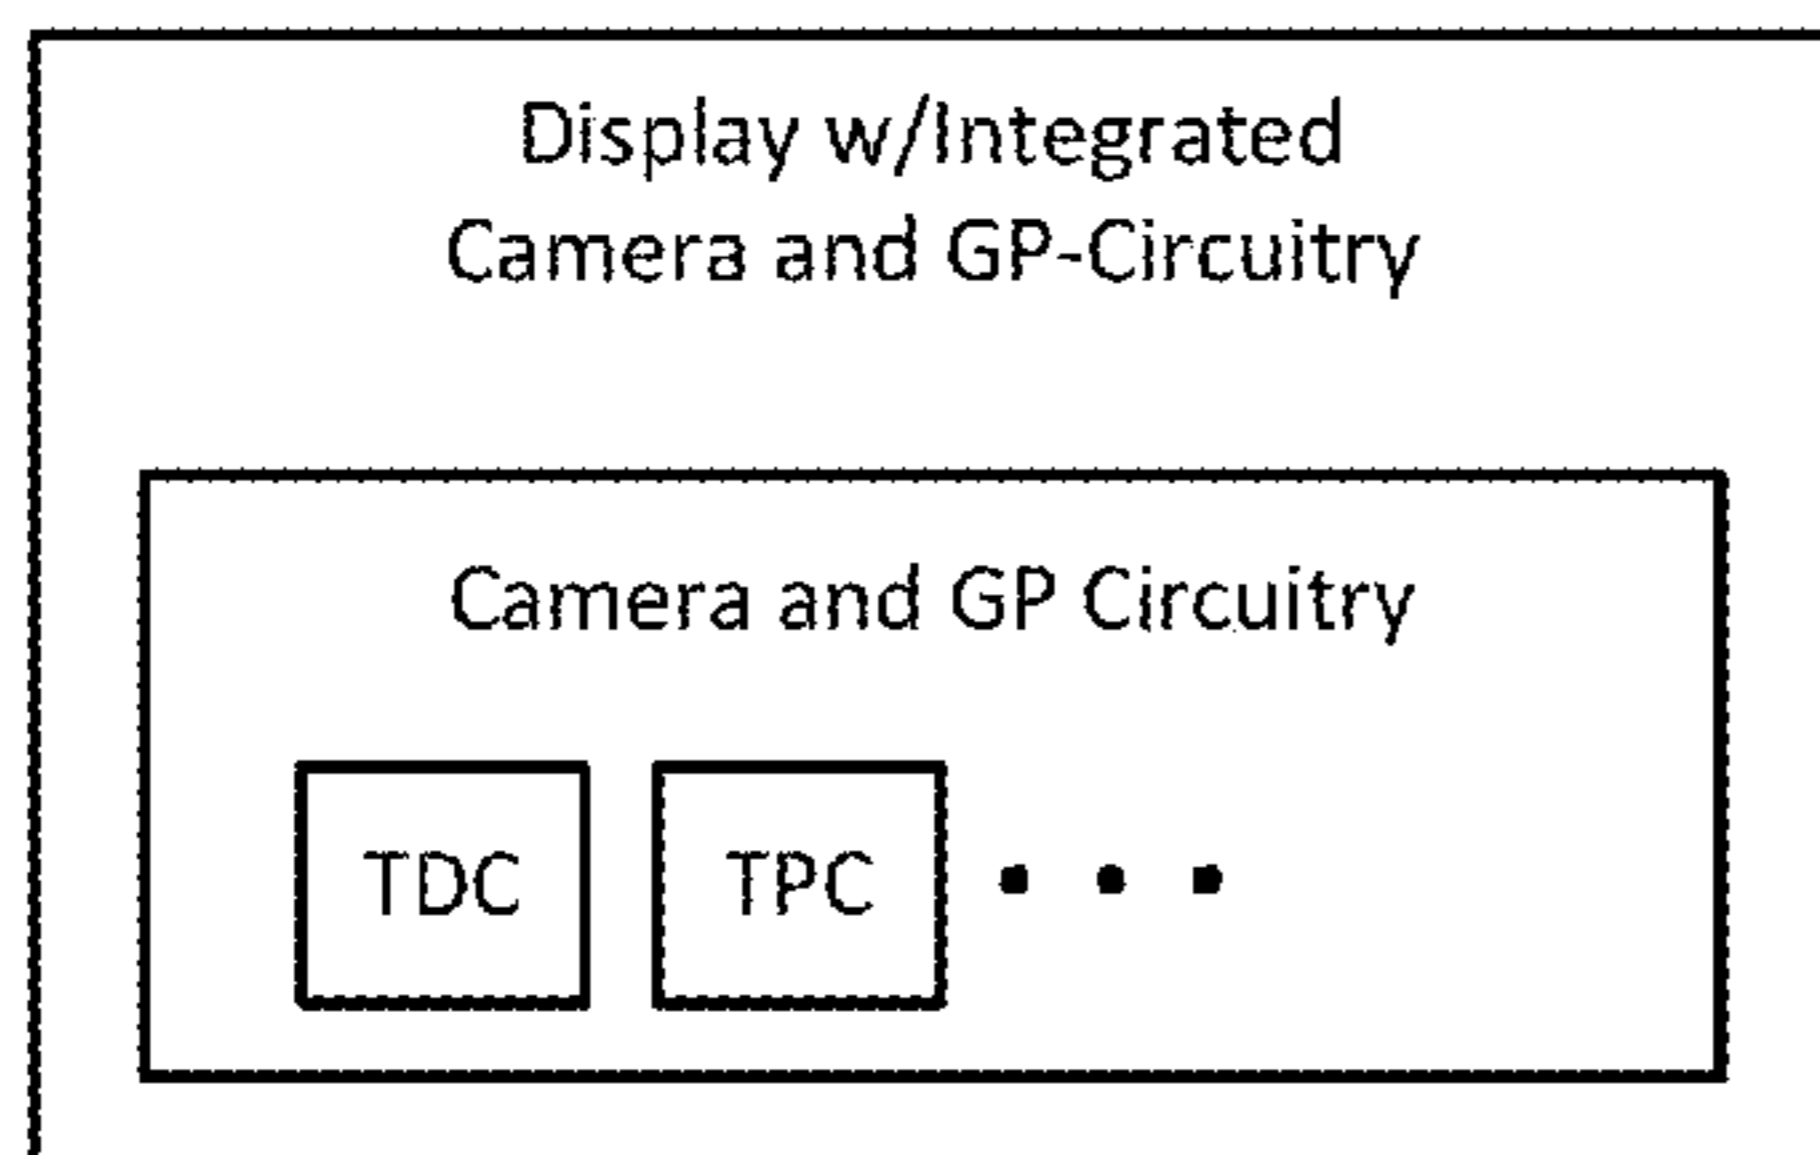 Display w/Integrated
Camera and GP-Circuitry
Camera and GP Circuitry
TDC TPC